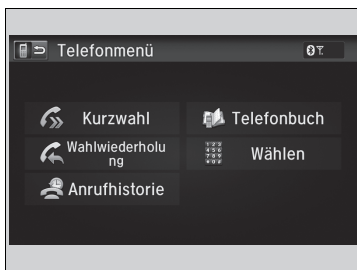 Telefonmenü
Kurzwahl
Telefonbuch
Wahlwiederholu
ng
Wählen
Anrufhistorie